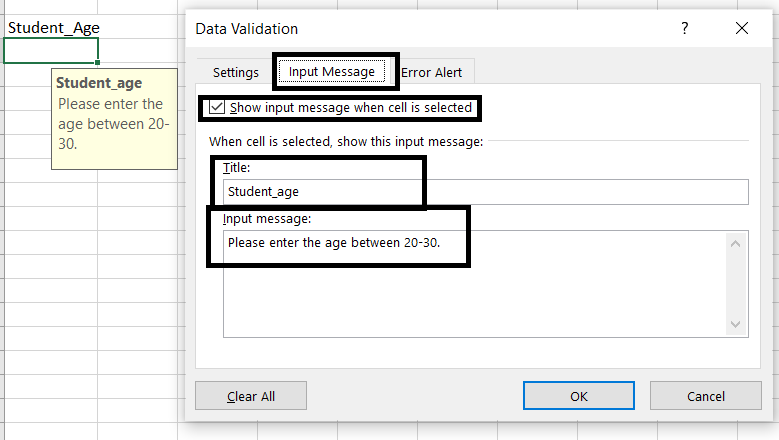 Student_Age
Student_age
Please enter the
age between 20-
30.
Data Validation
?
Settings
Input Message
Error Alert
Show input message when cell is selected
When cell is selected, show this input message:
Title:
Student_age
Input message:
Please enter the age between 20-30.
Clear All
OK
Cancel